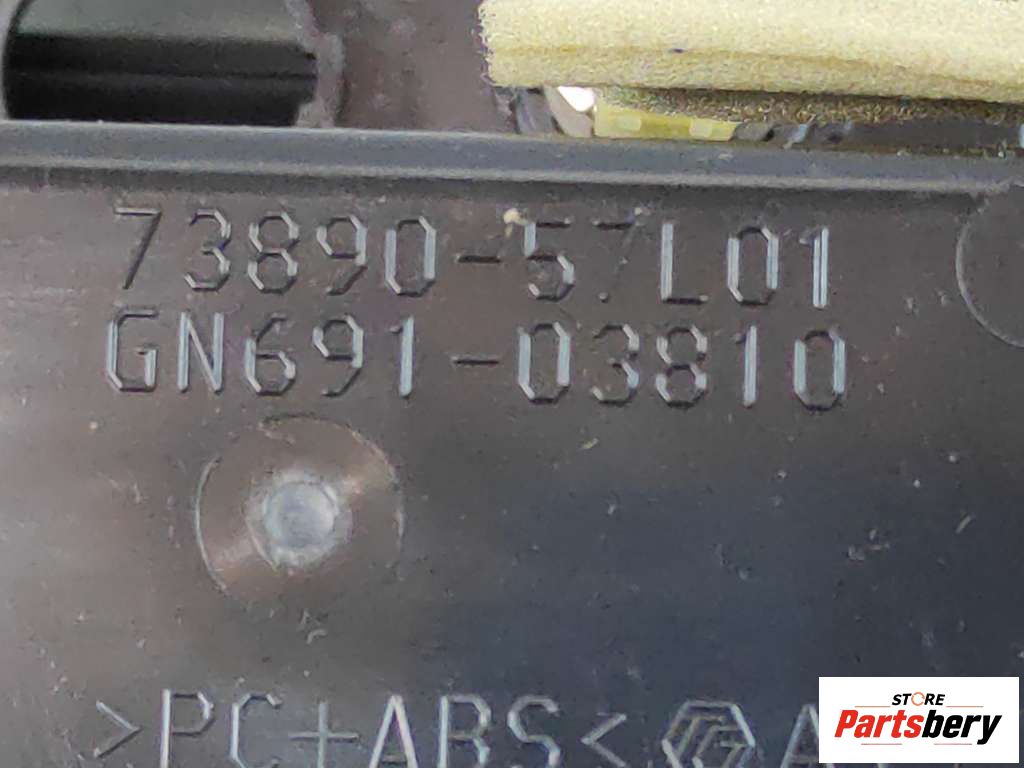 73890-57L01
GN691-03810
>PC+ABS<
STORE
Partsbery